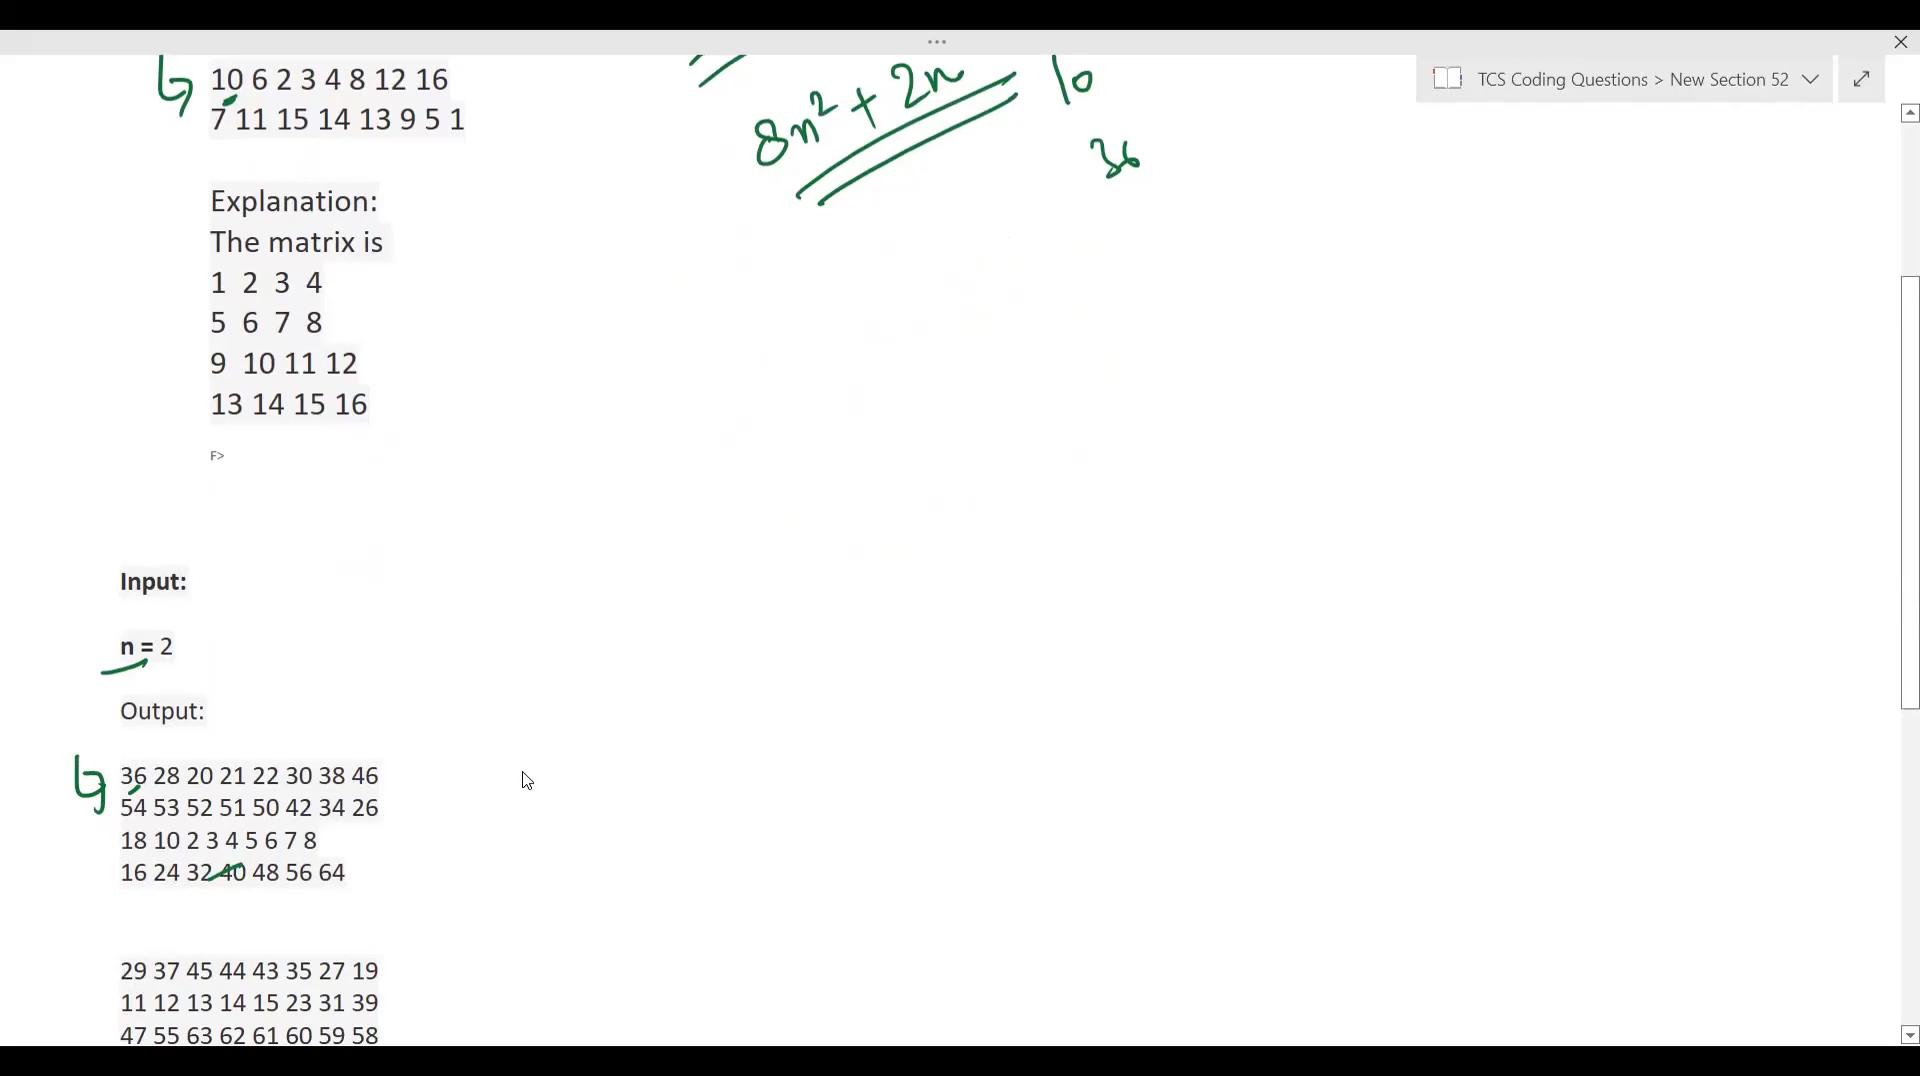 ...
TCS Coding Questions > New Section 52
10 6 2 3 4 8 12 16
7 11 15 14 13 9 5 1
8n² + 2n
10
36
Explanation:
The matrix is
1 2 3 4
5 6 7 8
9 10 11 12
13 14 15 16
F>
Input:
n = 2
Output:
36 28 20 21 22 30 38 46
54 53 52 51 50 42 34 26
18 10 2 3 4 5 6 7 8
16 24 32 40 48 56 64
29 37 45 44 43 35 27 19
11 12 13 14 15 23 31 39
47 55 63 62 61 60 59 58